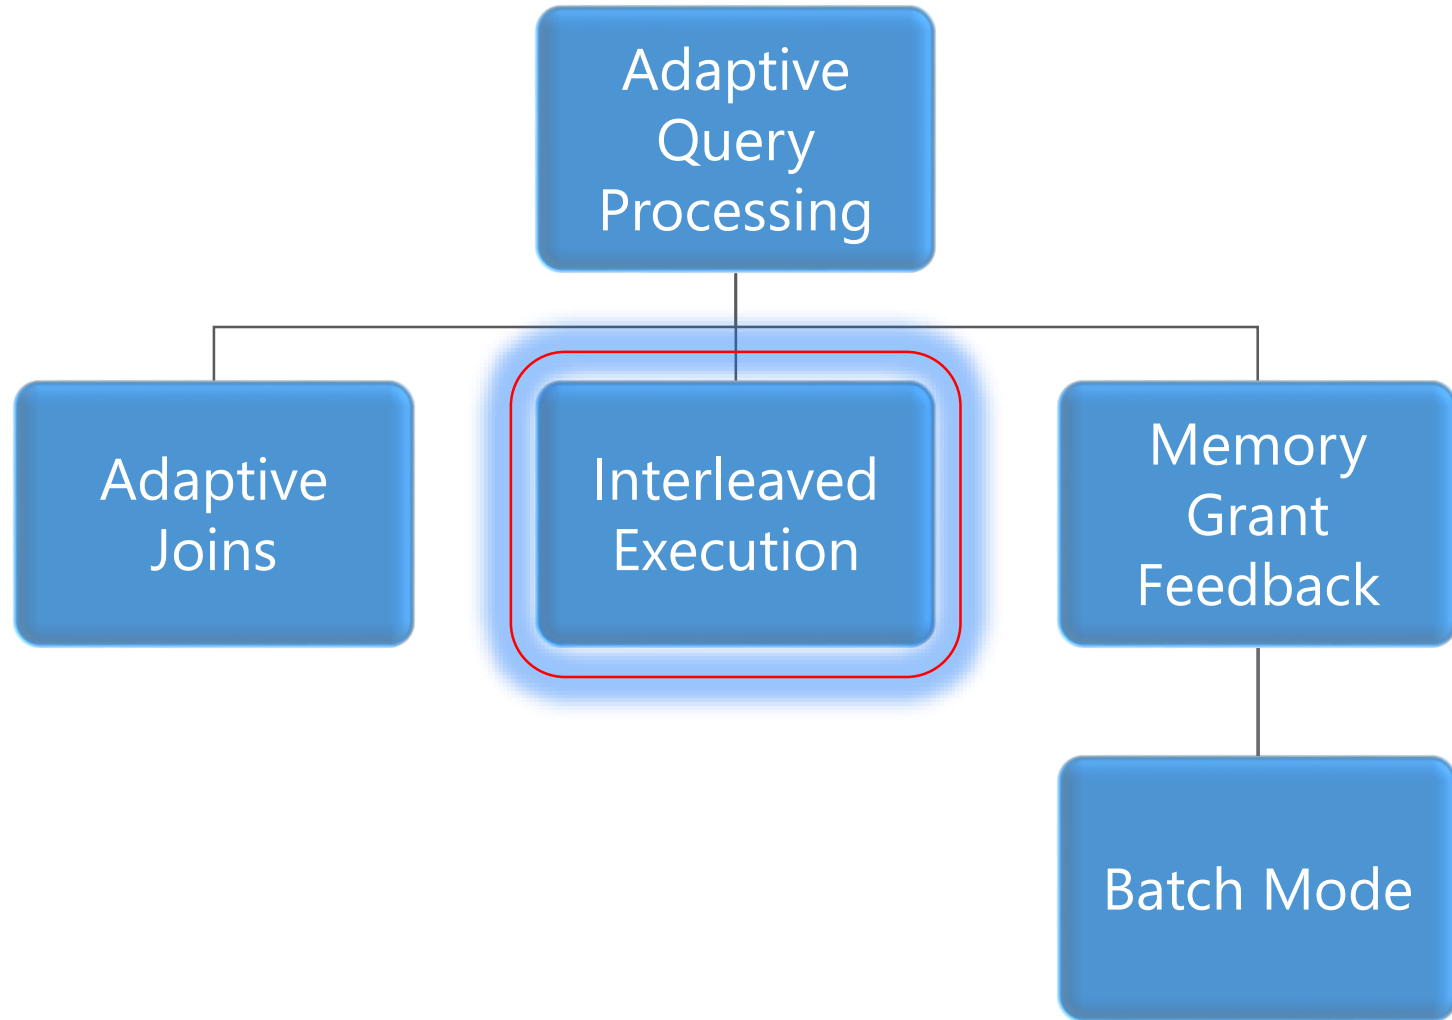 Adaptive
Query
Processing
Adaptive
Joins
Interleaved
Execution
Memory
Grant
Feedback
Batch Mode